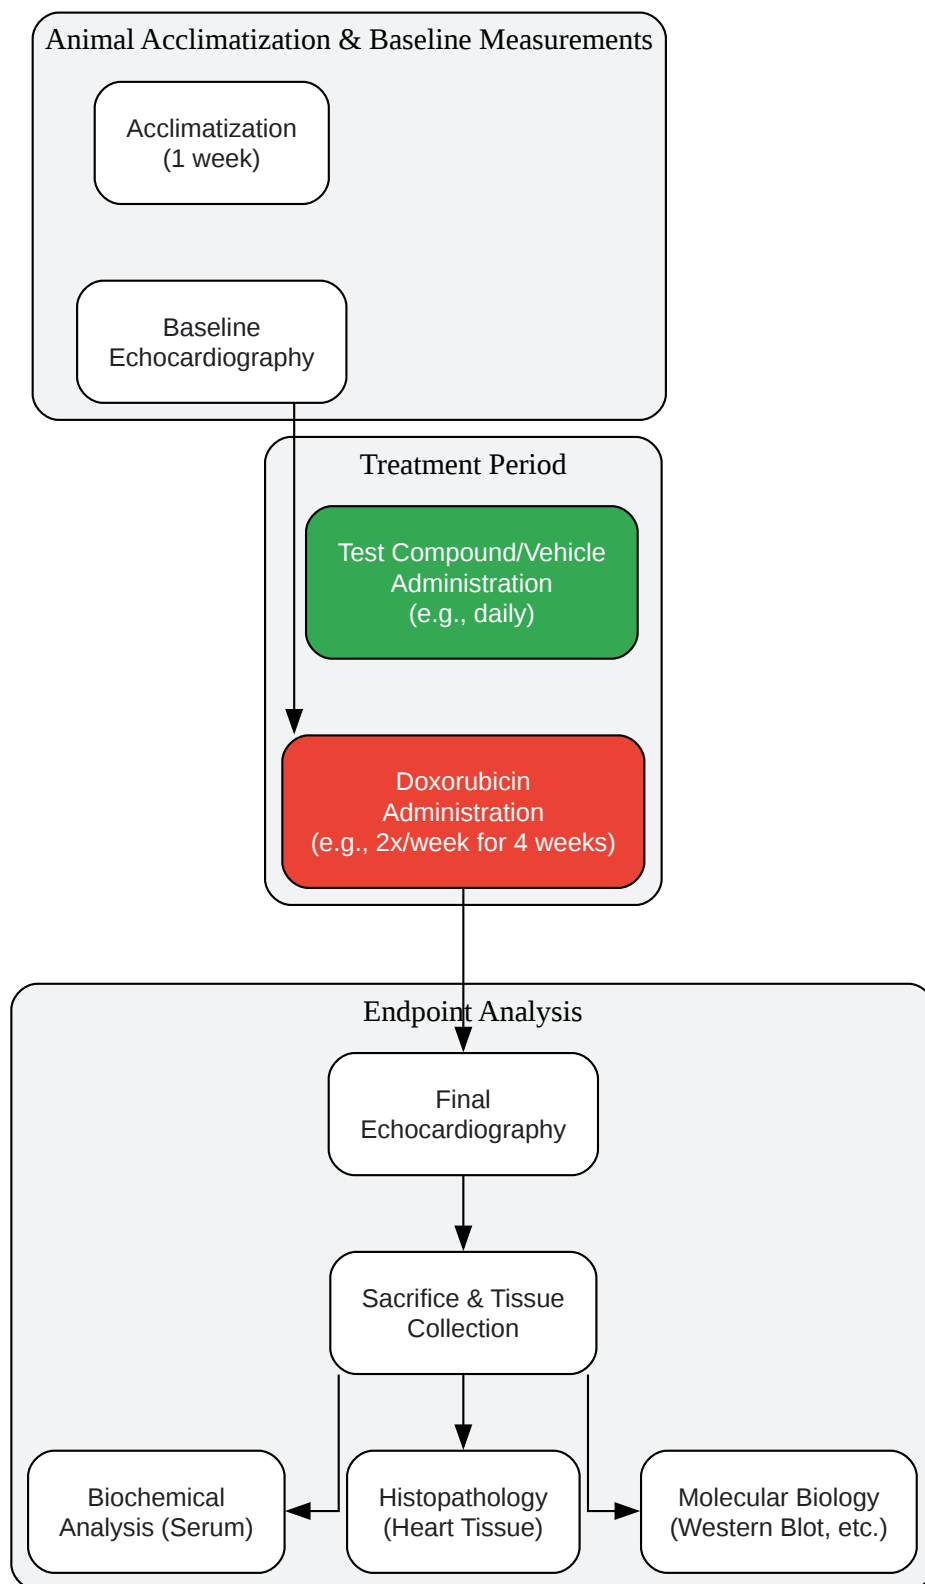 Animal Acclimatization & Baseline Measurements
Acclimatization
(1 week)
Baseline
Echocardiography
Treatment Period
Test Compound/Vehicle
Administration
(e.g., daily)
Doxorubicin
Administration
(e.g., 2x/week for 4 weeks)
Endpoint Analysis
Final
Echocardiography
Sacrifice & Tissue
Collection
Biochemical
Analysis (Serum)
Histopathology
(Heart Tissue)
Molecular Biology
(Western Blot, etc.)